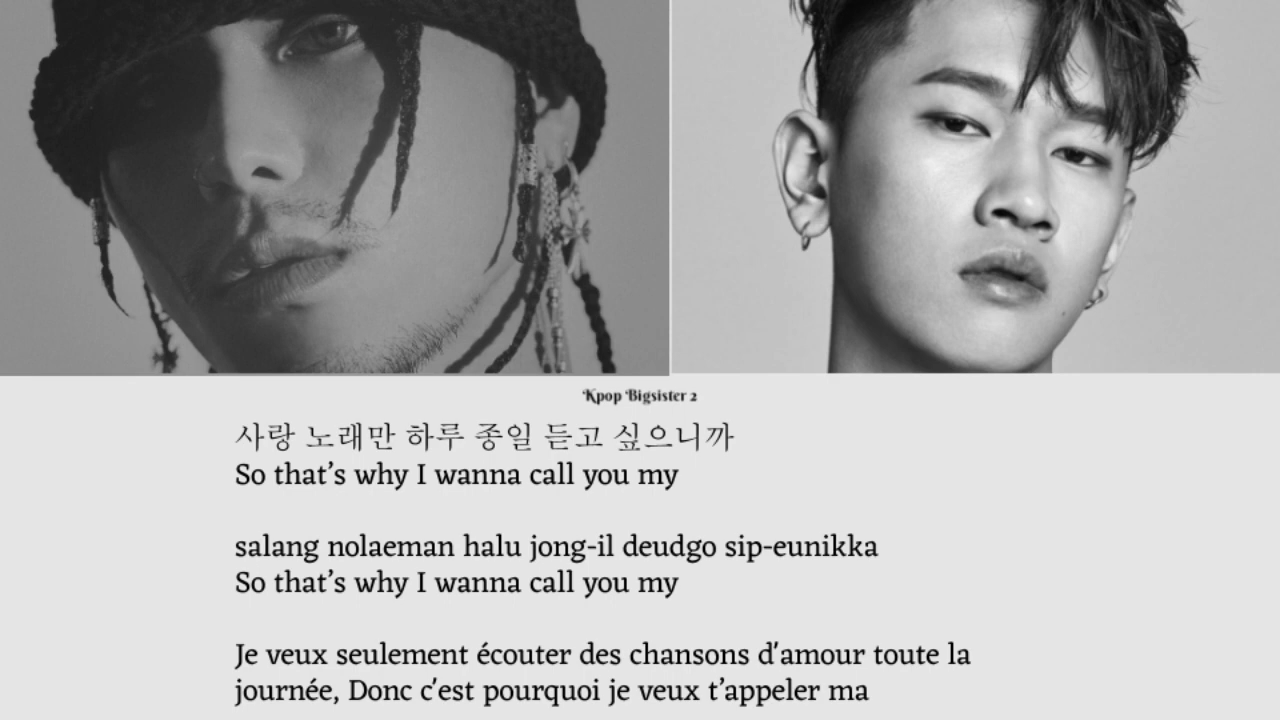 Kpop Bigsister 2
사랑 노래만 하루 종일 듣고 싶으니까
So that’s why I wanna call you my
salang nolaeman halu jong-il deudgo sip-eunikka
So that’s why I wanna call you my
Je veux seulement écouter des chansons d'amour toute la
journée, Donc c'est pourquoi je veux t’appeler ma